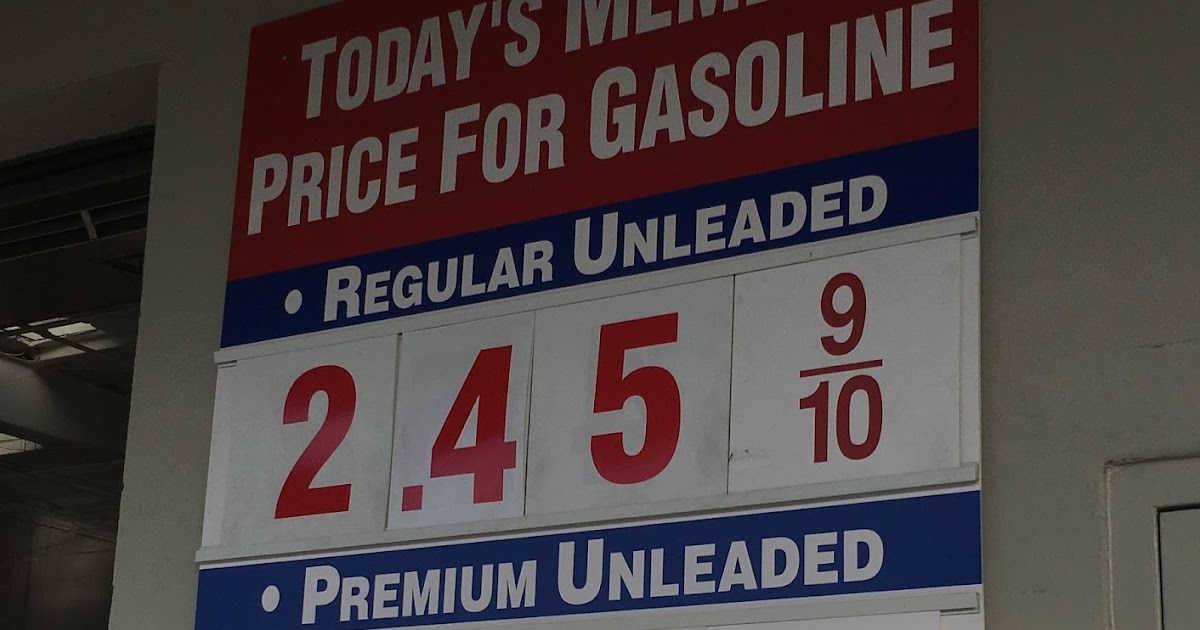 TODAY'S
PRICE FOR GASOLINE
• REGULAR UNLEADED
2.45 9/10
• PREMIUM UNLEADED